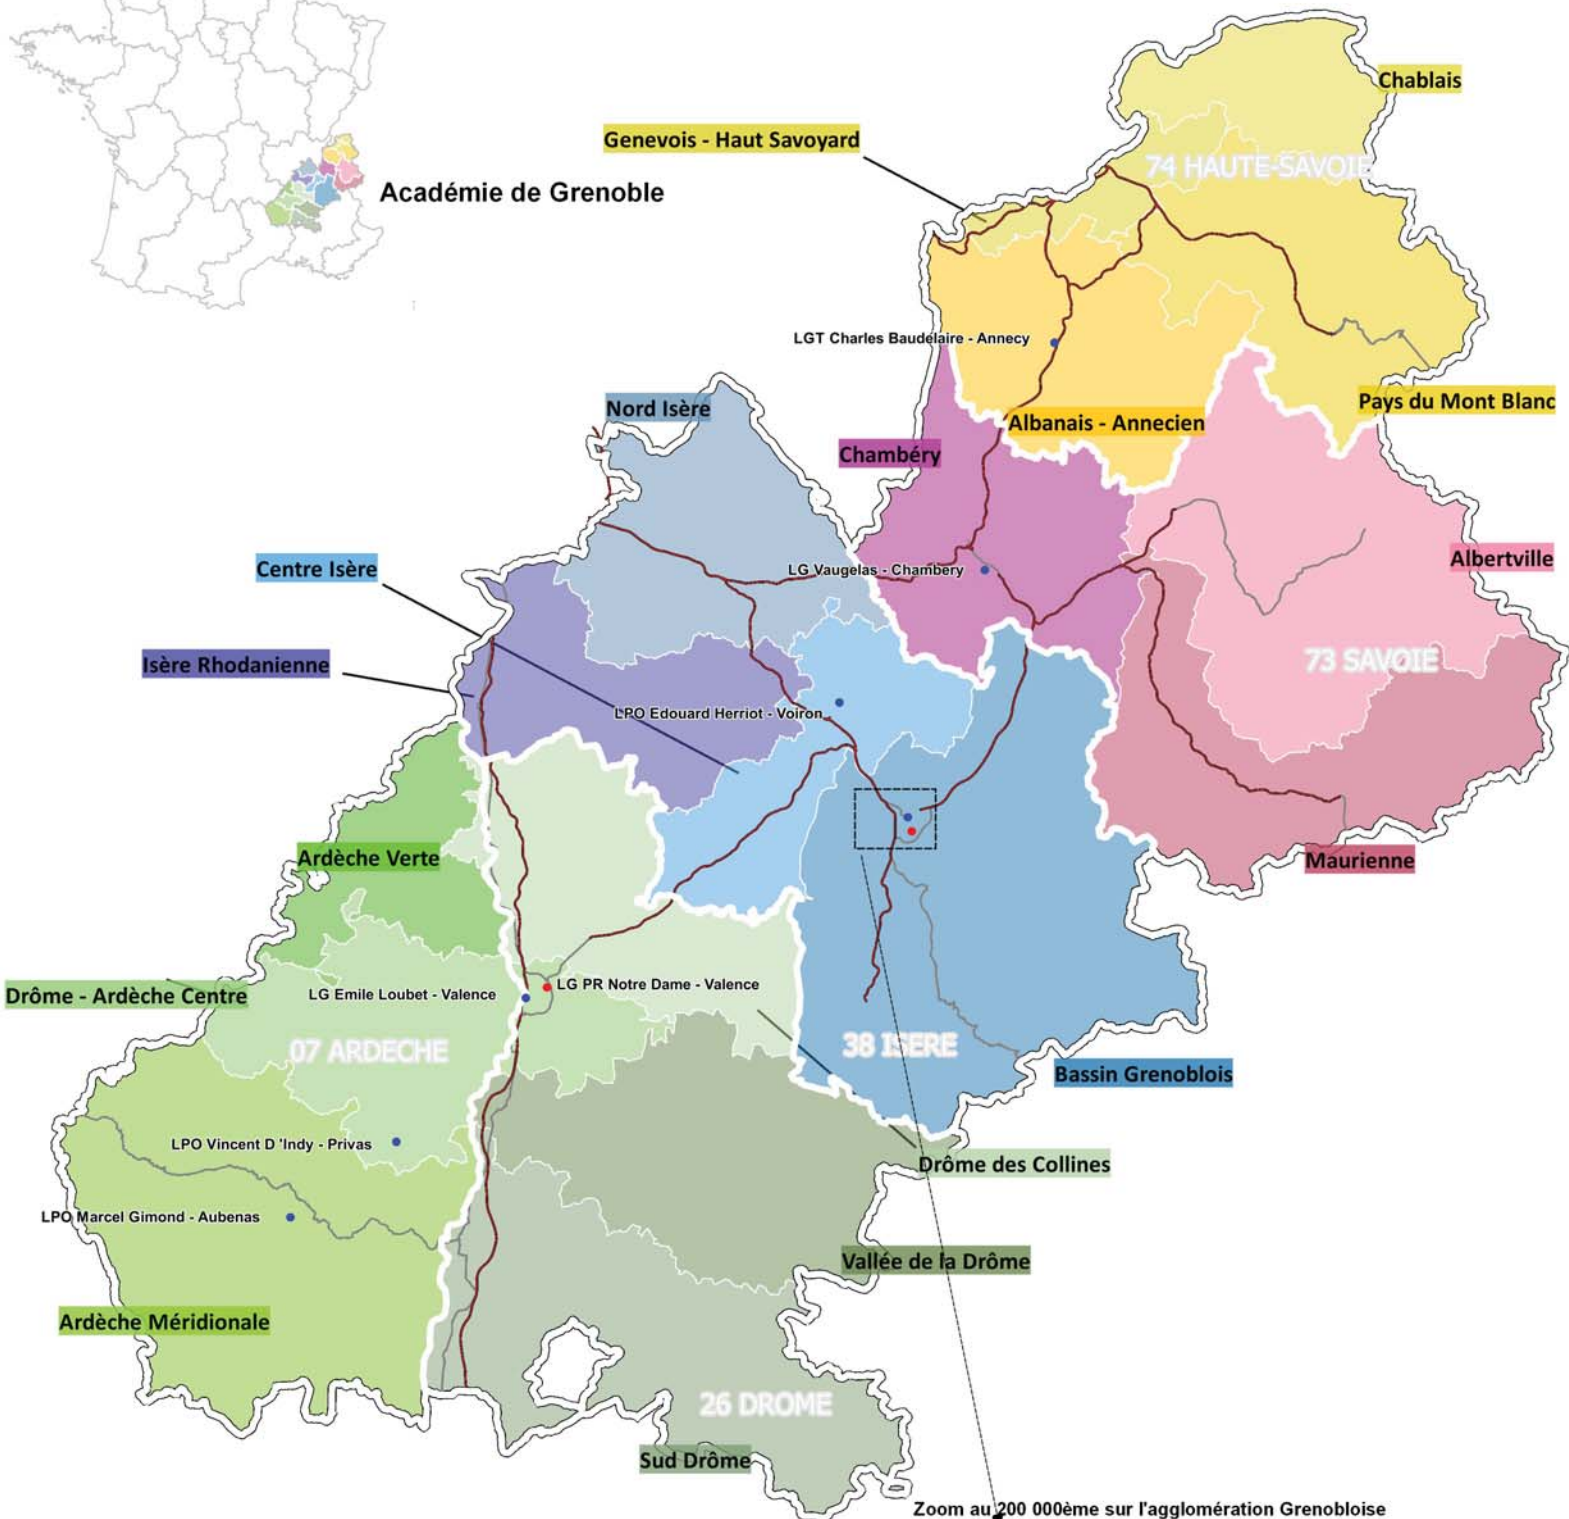 Chablais
Genevois - Haut Savoyard
74 HAUTE-SAVOIE
Académie de Grenoble
LGT Charles Baudelaire - Annecy
Nord Isère
Pays du Mont Blanc
Albanais - Annecien
Chambéry
Centre Isère
LG Vaugelas - Chambery
Albertville
Isère Rhodanienne
73 SAVOIE
LPO Edouard Herriot - Voiron
Ardèche Verte
Maurienne
Drôme - Ardèche Centre
LG Emile Loubet - Valence
LG PR Notre Dame - Valence
07 ARDECHE
38 ISERE
Bassin Grenoblois
LPO Vincent D 'Indy - Privas
Drôme des Collines
LPO Marcel Gimond - Aubenas
Vallée de la Drôme
Ardèche Méridionale
26 DROME
Sud Drôme
Zoom au 200 000ème sur l'agglomération Grenobloise